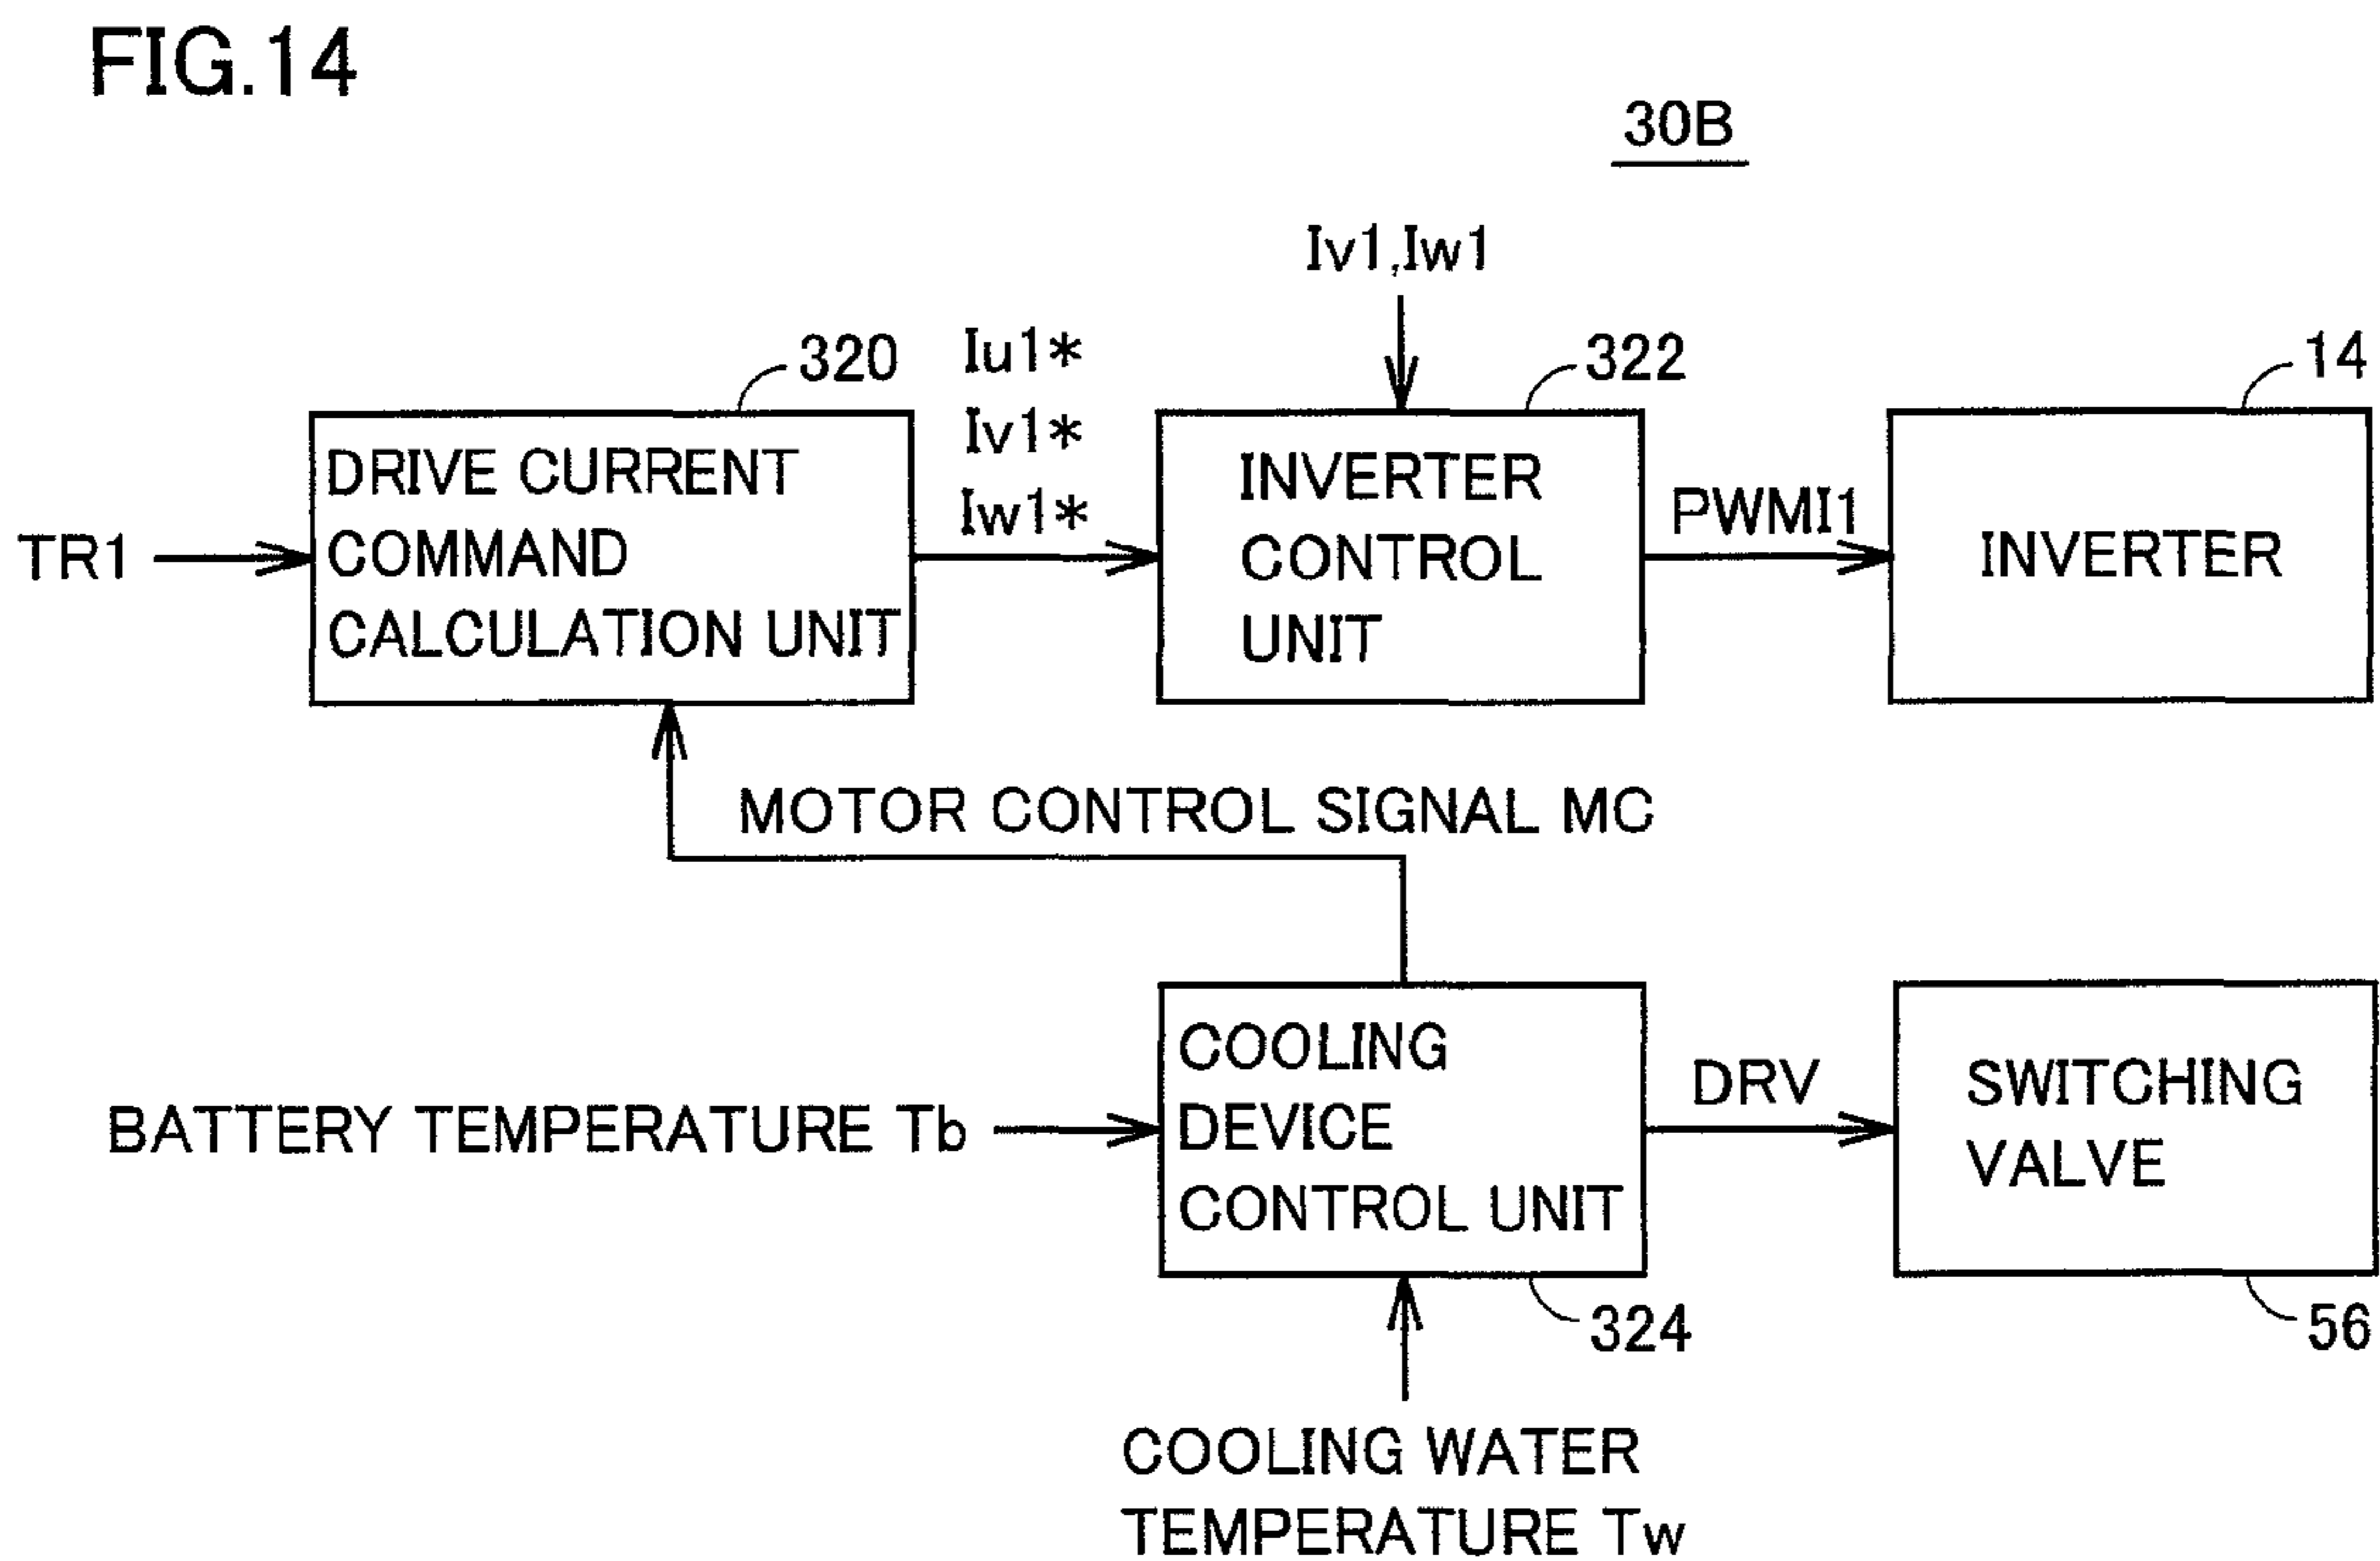 FIG.14
30B
Iv1,Iw1
320
Iu1*
Iv1*
Iw1*
322
14
TR1
DRIVE CURRENT
COMMAND
CALCULATION UNIT
INVERTER
CONTROL
UNIT
PWMI1
INVERTER
MOTOR CONTROL SIGNAL MC
BATTERY TEMPERATURE Tb
COOLING
DEVICE
CONTROL UNIT
DRV
SWITCHING
VALVE
324
56
COOLING WATER
TEMPERATURE Tw